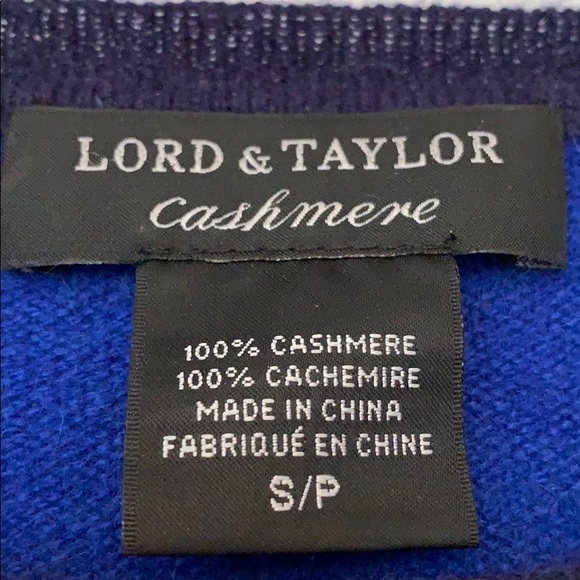 LORD & TAYLOR
cashmere
100% CASHMERE
100% CACHEMIRE
MADE IN CHINA
FABRIQUÉ EN CHINE
S/P